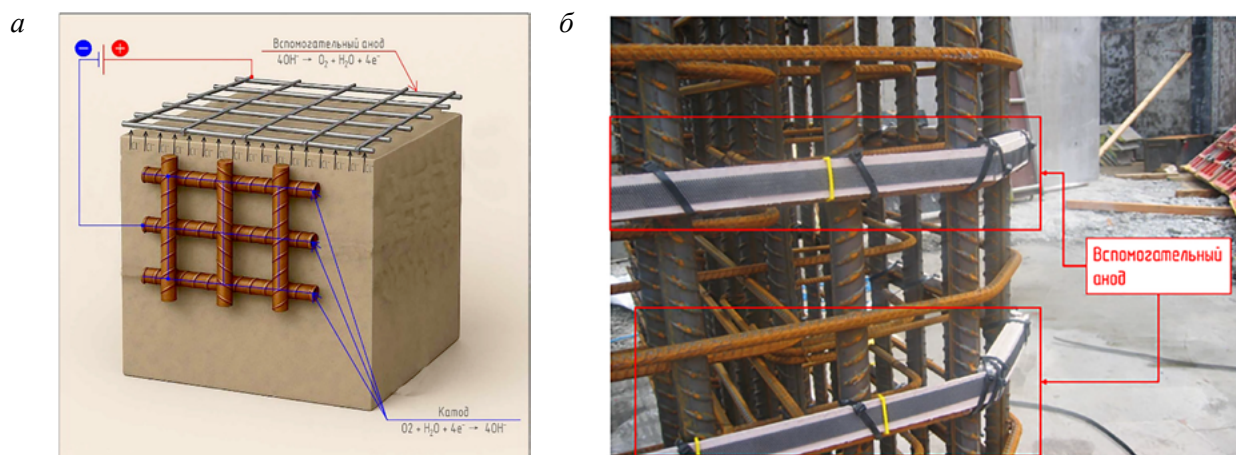 а
б
− +
Вспомогательный анод
4OH⁻ → O₂ + H₂O + 4e⁻
Катод
O2 + H₂O + 4e⁻ → 4OH⁻
Вспомогательный
анод